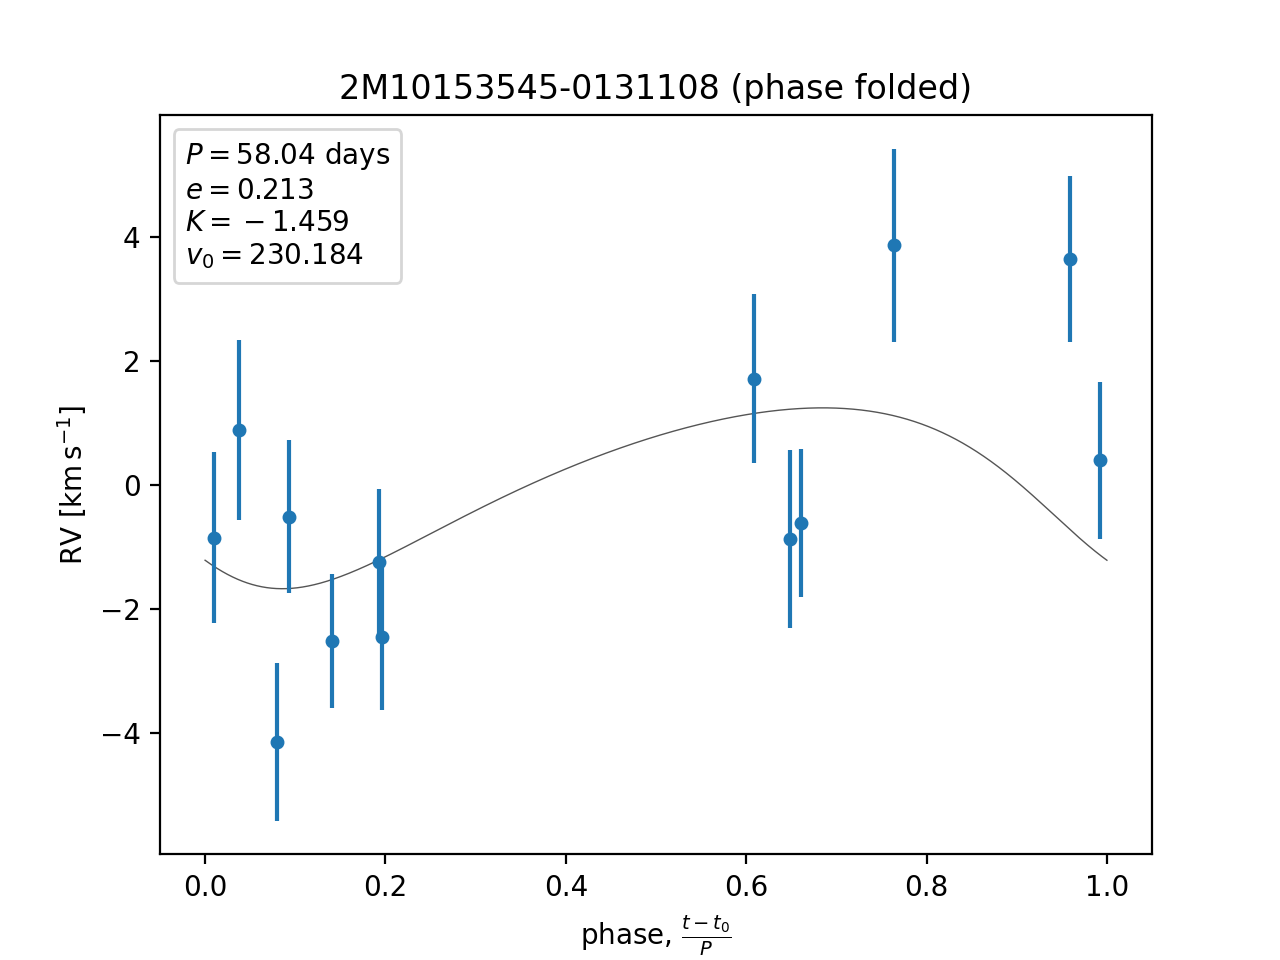 2M10153545-0131108 (phase folded)
P = 58.04 days
e = 0.213
K = −1.459
v₀ = 230.184
4
2
0
−2
−4
RV [km s⁻¹]
0.0 0.2 0.4 0.6 0.8 1.0
phase, (t − t₀)/P